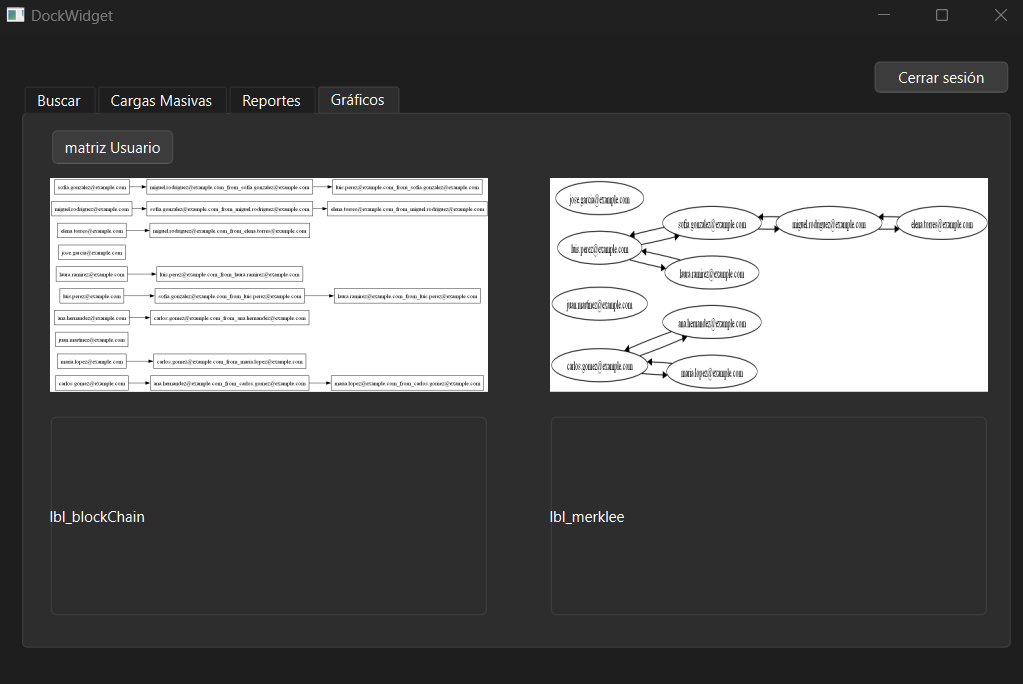 DockWidget
Cerrar sesión
Buscar
Cargas Masivas
Reportes
Gráficos
matriz Usuario
sofia.gonzalez@example.com miguel.rodriguez@example.com_from_sofia.gonzalez@example.com luis.perez@example.com_from_sofia.gonzalez@example.com
miguel.rodriguez@example.com sofia.gonzalez@example.com_from_miguel.rodriguez@example.com elena.torres@example.com_from_miguel.rodriguez@example.com
elena.torres@example.com miguel.rodriguez@example.com_from_elena.torres@example.com
jose.garcia@example.com
laura.ramirez@example.com luis.perez@example.com_from_laura.ramirez@example.com
luis.perez@example.com sofia.gonzalez@example.com_from_luis.perez@example.com laura.ramirez@example.com_from_luis.perez@example.com
ana.hernandez@example.com carlos.gomez@example.com_from_ana.hernandez@example.com
juan.martinez@example.com
maria.lopez@example.com carlos.gomez@example.com_from_maria.lopez@example.com
carlos.gomez@example.com ana.hernandez@example.com_from_carlos.gomez@example.com maria.lopez@example.com_from_carlos.gomez@example.com
jose.garcia@example.com
sofia.gonzalez@example.com
miguel.rodriguez@example.com
elena.torres@example.com
luis.perez@example.com
laura.ramirez@example.com
juan.martinez@example.com
ana.hernandez@example.com
carlos.gomez@example.com
maria.lopez@example.com
lbl_blockChain
lbl_merklee